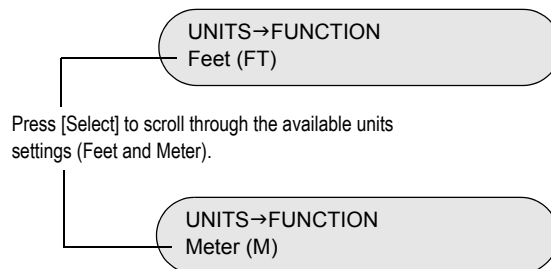 UNITS→FUNCTION
Feet (FT)
Press [Select] to scroll through the available units
settings (Feet and Meter).
UNITS→FUNCTION
Meter (M)